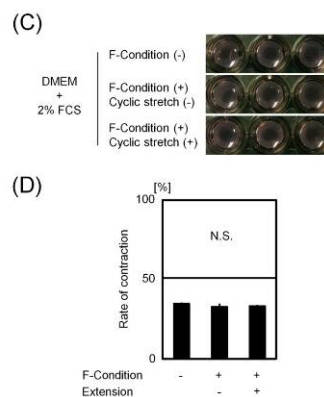 (C)
F-Condition (-)
DMEM
+
2% FCS
F-Condition (+)
Cyclic stretch (-)
F-Condition (+)
Cyclic stretch (+)
(D)
[%]
100
N.S.
50
0
Rate of contraction
F-Condition - + +
Extension - +